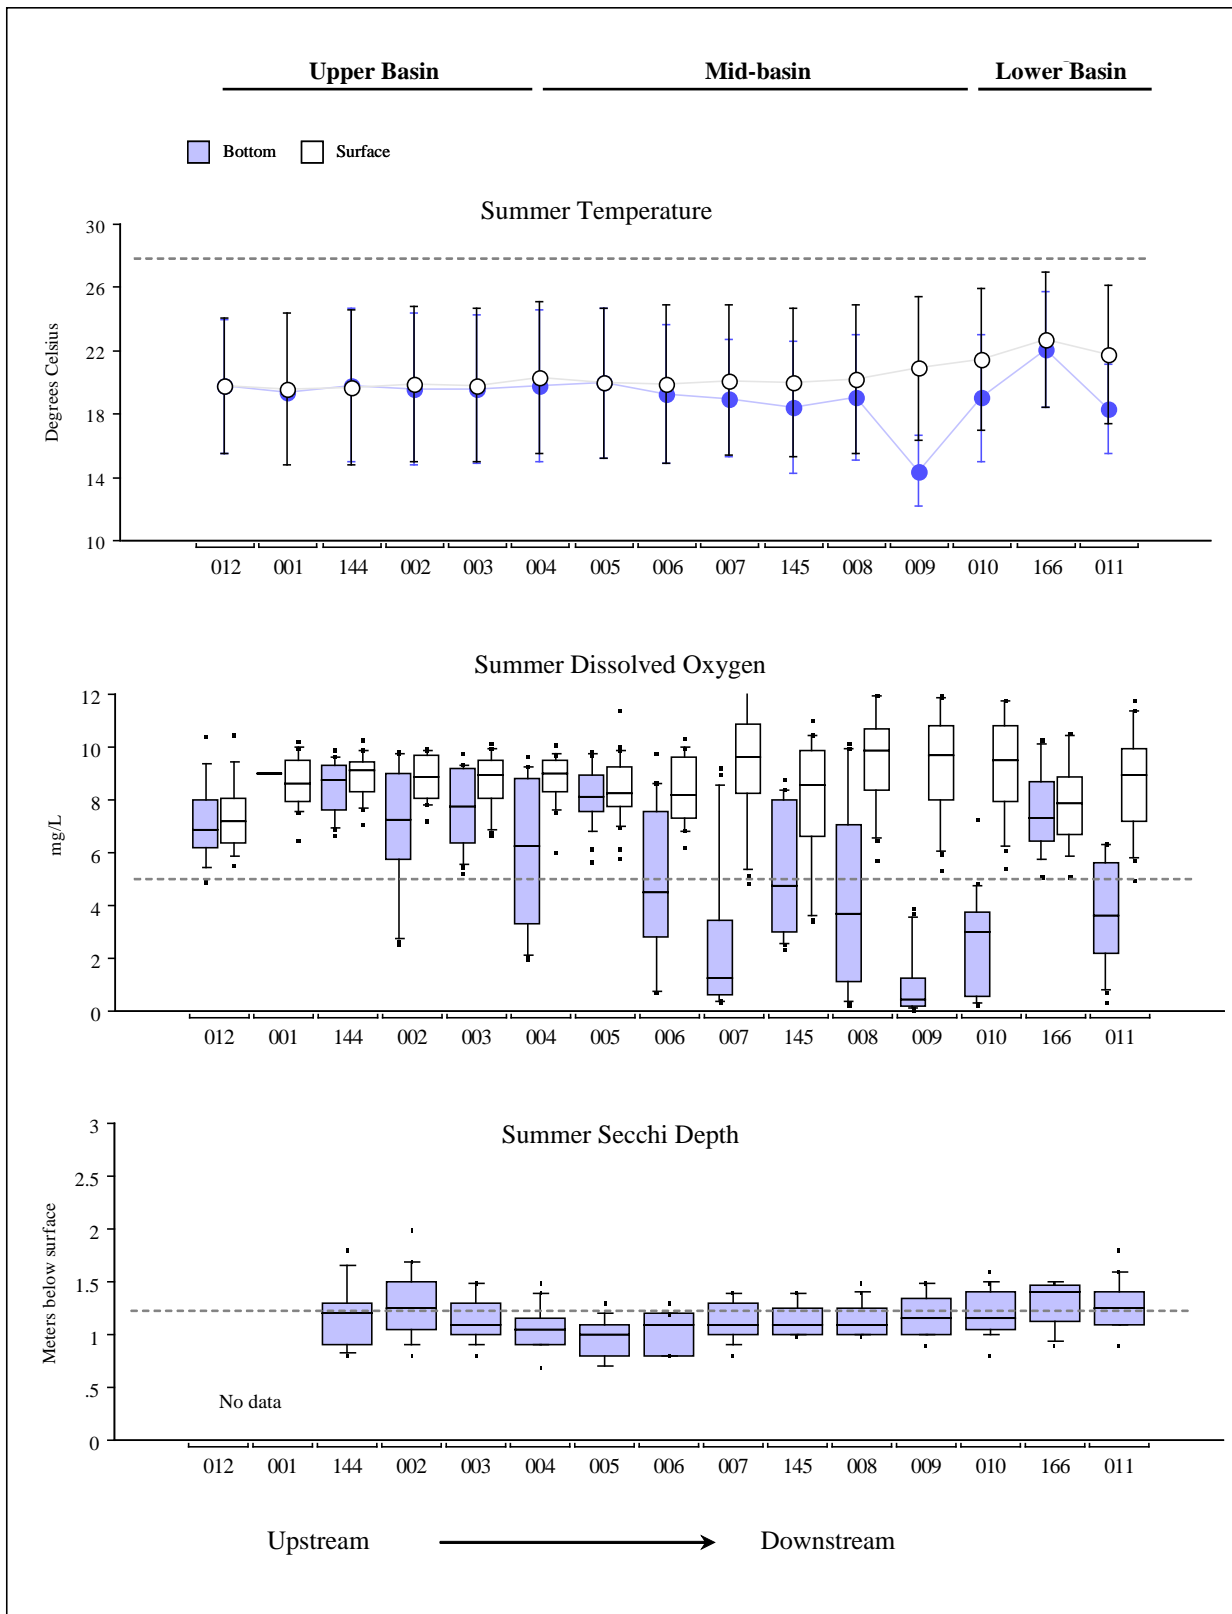 Upper Basin Mid-basin Lower Basin
Bottom Surface
Summer Temperature
30
26
22
18
14
10
Degrees Celsius
012 001 144 002 003 004 005 006 007 145 008 009 010 166 011
Summer Dissolved Oxygen
12
10
8
6
4
2
0
mg/L
012 001 144 002 003 004 005 006 007 145 008 009 010 166 011
Summer Secchi Depth
3
2.5
2
1.5
1
.5
0
Meters below surface
No data
012 001 144 002 003 004 005 006 007 145 008 009 010 166 011
Upstream Downstream